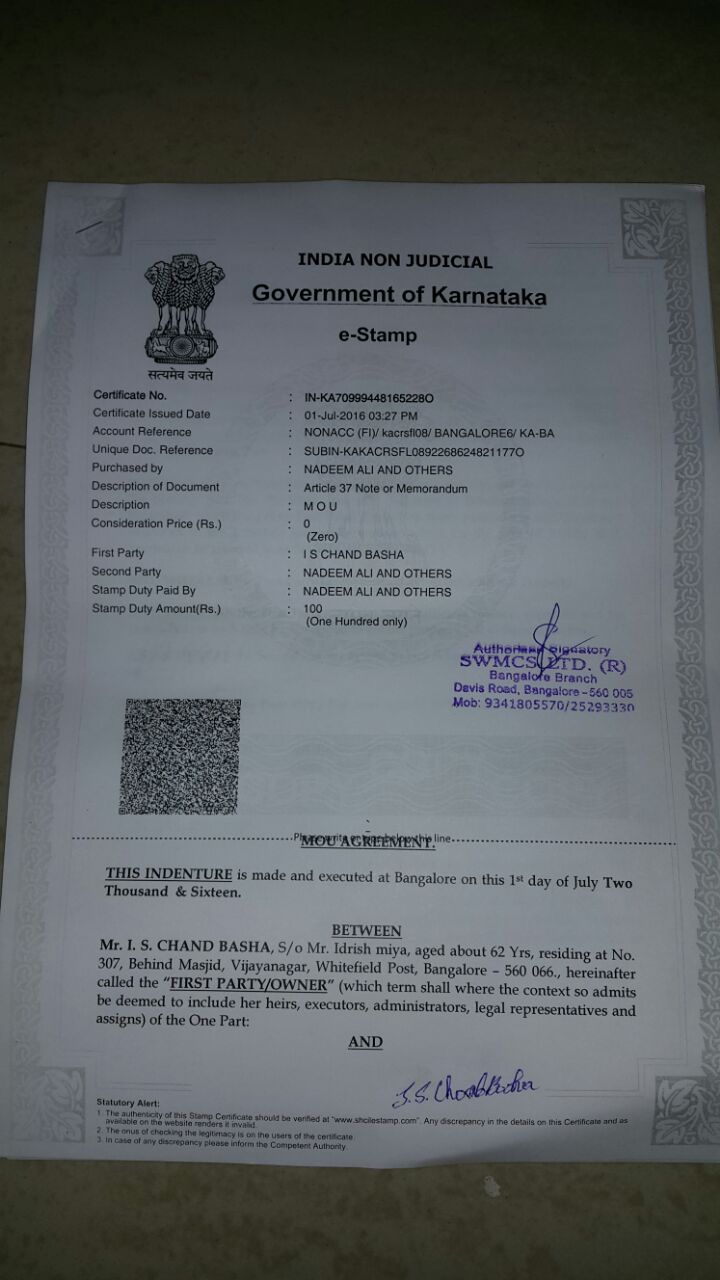 INDIA NON JUDICIAL
Government of Karnataka
e-Stamp
सत्यमेव जयते
Certificate No. : IN-KA70999448165228O
Certificate Issued Date : 01-Jul-2016 03:27 PM
Account Reference : NONACC (FI)/ kacrsfl08/ BANGALORE6/ KA-BA
Unique Doc. Reference : SUBIN-KAKACRSFL0892268624821177O
Purchased by : NADEEM ALI AND OTHERS
Description of Document : Article 37 Note or Memorandum
Description : M O U
Consideration Price (Rs.) : 0
(Zero)
First Party : I S CHAND BASHA
Second Party : NADEEM ALI AND OTHERS
Stamp Duty Paid By : NADEEM ALI AND OTHERS
Stamp Duty Amount(Rs.) : 100
(One Hundred only)
Authorised Signatory
SWMCS LTD. (R)
Bangalore Branch
Davis Road, Bangalore - 560 005
Mob: 9341805570/25293330
Please write or type below this line
MOU AGREEMENT.
THIS INDENTURE is made and executed at Bangalore on this 1st day of July Two
Thousand & Sixteen.
BETWEEN
Mr. I. S. CHAND BASHA, S/o Mr. Idrish miya, aged about 62 Yrs, residing at No.
307, Behind Masjid, Vijayanagar, Whitefield Post, Bangalore – 560 066., hereinafter
called the “FIRST PARTY/OWNER” (which term shall where the context so admits
be deemed to include her heirs, executors, administrators, legal representatives and
assigns) of the One Part:
AND
I.S. Chand Basha
Statutory Alert:
1. The authenticity of this Stamp Certificate should be verified at "www.shcilestamp.com". Any discrepancy in the details on this Certificate and as
available on the website renders it invalid.
2. The onus of checking the legitimacy is on the users of the certificate.
3. In case of any discrepancy please inform the Competent Authority.